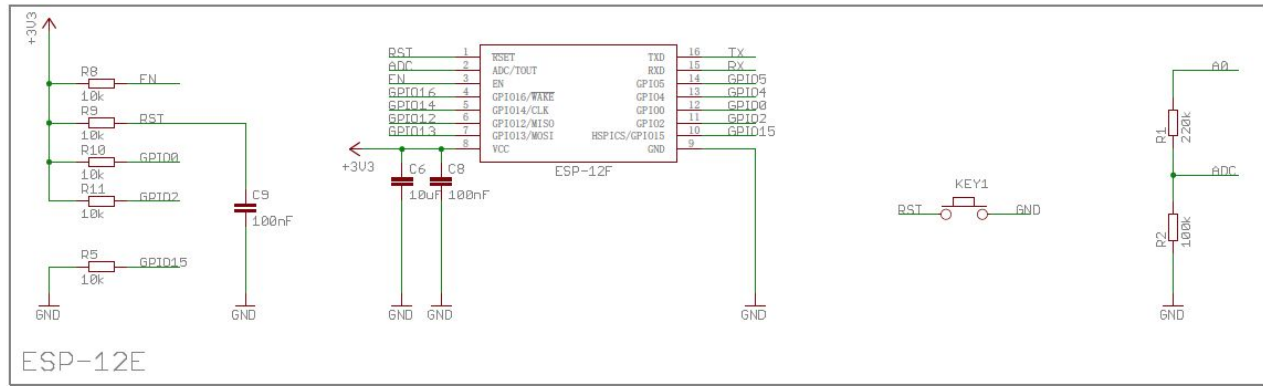 +3V3
R8
EN
10k
R9
RST
10k
R10
GPIO0
10k
R11
GPIO2
10k
C9
100nF
R5
GPIO15
10k
GND
GND
RST
ADC
EN
GPIO16
GPIO14
GPIO12
GPIO13
+3V3
1
2
3
4
5
6
7
8
RSET
ADC/TOUT
EN
GPIO16/WAKE
GPIO14/CLK
GPIO12/MISO
GPIO13/MOSI
VCC
TXD
RXD
GPIO5
GPIO4
GPIO0
GPIO2
HSPICS/GPIO15
GND
16
15
14
13
12
11
10
9
TX
RX
GPIO5
GPIO4
GPIO0
GPIO2
GPIO15
ESP-12F
C6
10uF
C8
100nF
GND
GND
GND
KEY1
RST
GND
A0
R1
220k
ADC
R2
100k
GND
ESP-12E